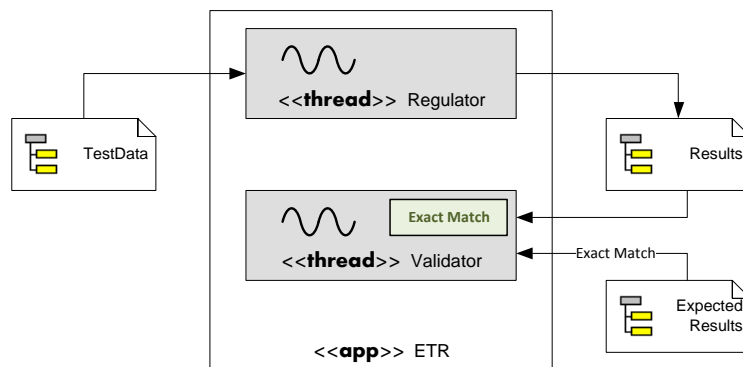 <<thread>> Regulator
TestData
Results
Exact Match
<<thread>> Validator
Exact Match
Expected
Results
<<app>> ETR